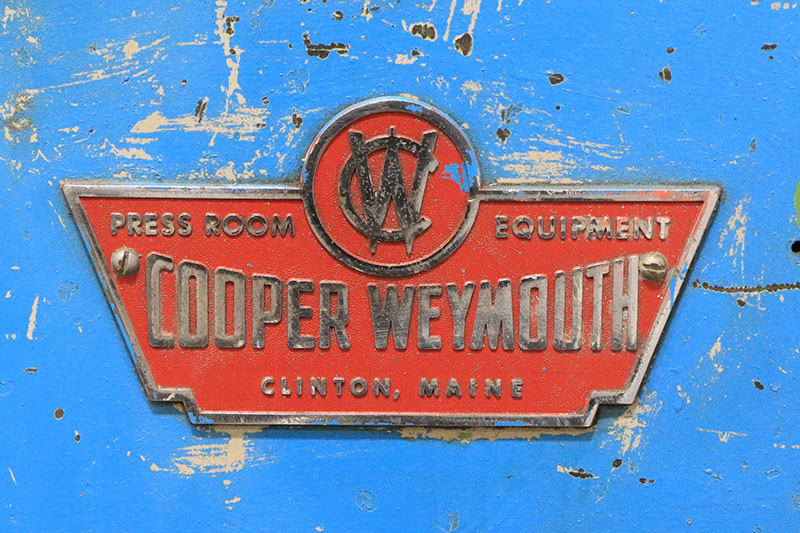 CW
PRESS ROOM EQUIPMENT
COOPER WEYMOUTH
CLINTON, MAINE